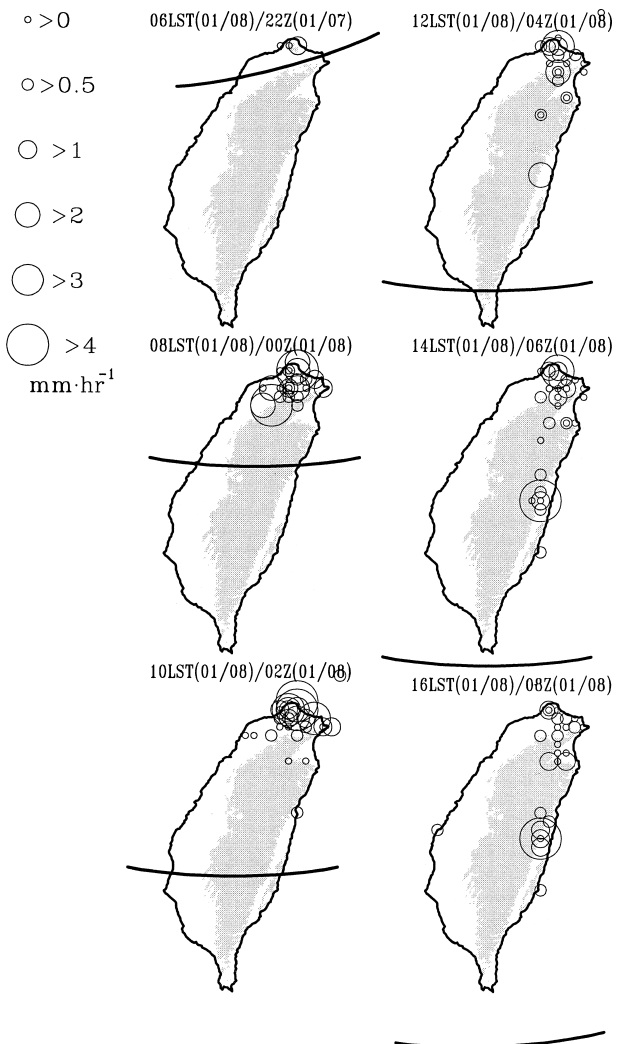 >0
>0.5
>1
>2
>3
>4
mm·hr⁻¹
06LST(01/08)/22Z(01/07)
08LST(01/08)/00Z(01/08)
10LST(01/08)/02Z(01/08)
12LST(01/08)/04Z(01/08)
14LST(01/08)/06Z(01/08)
16LST(01/08)/08Z(01/08)